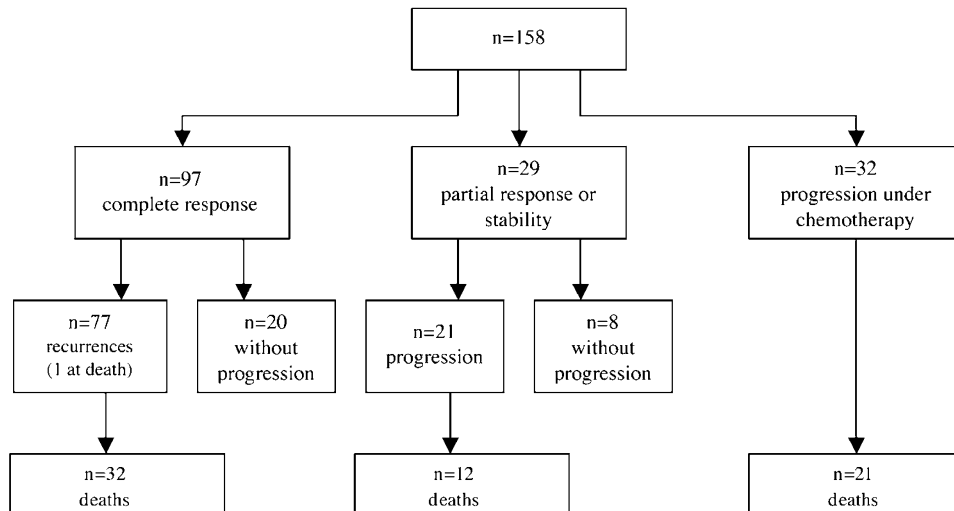 n=158
n=97
complete response
n=29
partial response or
stability
n=32
progression under
chemotherapy
n=77
recurrences
(1 at death)
n=20
without
progression
n=21
progression
n=8
without
progression
n=32
deaths
n=12
deaths
n=21
deaths